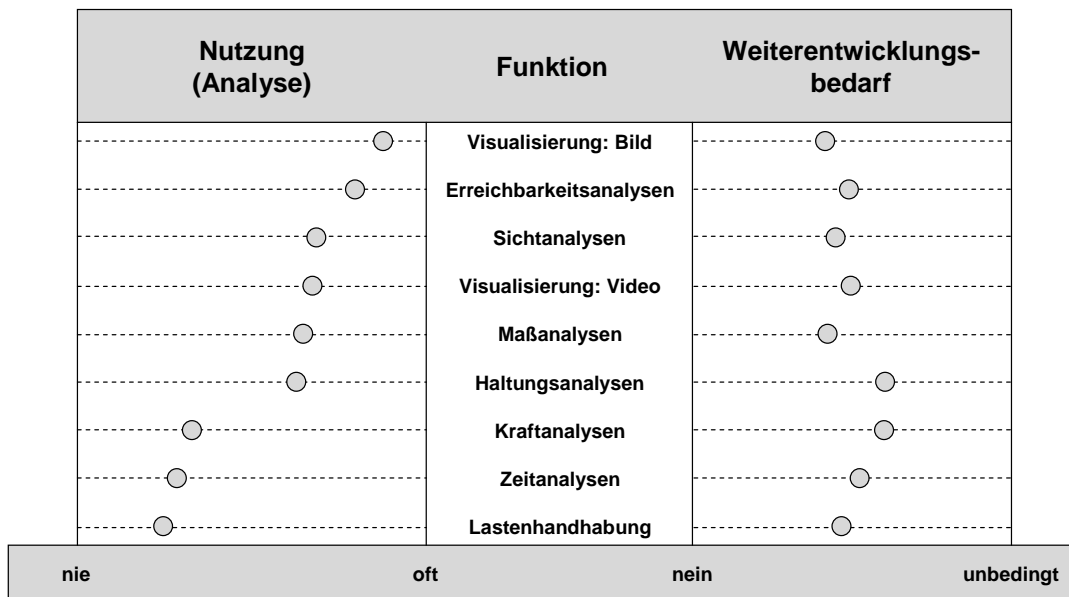 Nutzung
(Analyse)
Funktion
Weiterentwicklungs-
bedarf
Visualisierung: Bild
Erreichbarkeitsanalysen
Sichtanalysen
Visualisierung: Video
Maßanalysen
Haltungsanalysen
Kraftanalysen
Zeitanalysen
Lastenhandhabung
nie oft nein unbedingt